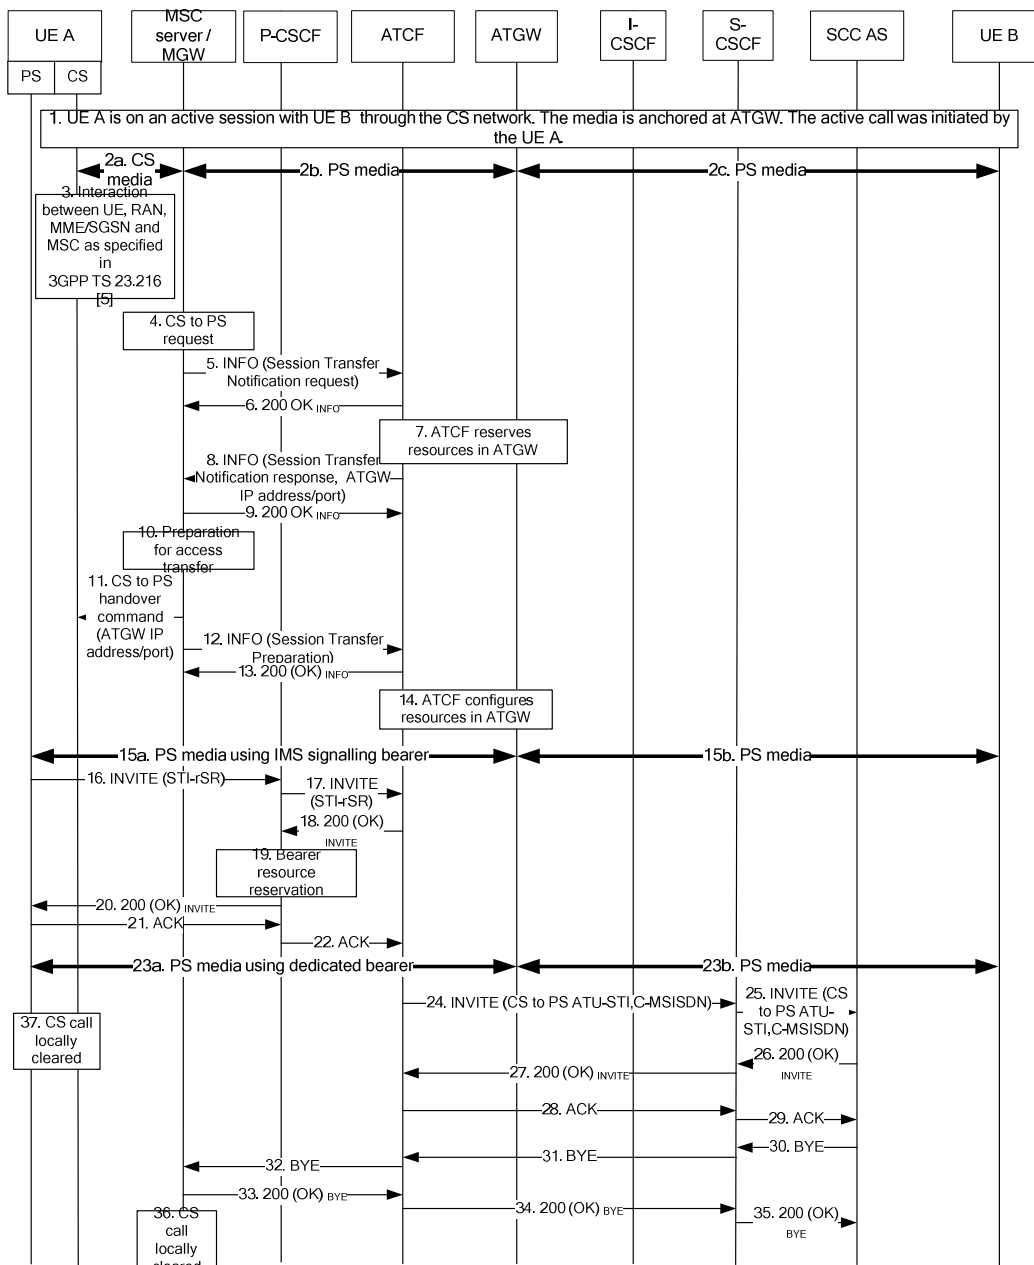 UE A
MSC
server /
MGW
P-CSCF
ATCF
ATGW
I-
CSCF
S-
CSCF
SCC AS
UE B
PS
CS
1. UE A is on an active session with UE B through the CS network. The media is anchored at ATGW. The active call was initiated by
the UE A.
2a. CS
media
2b. PS media
2c. PS media
3. Interaction
between UE, RAN,
MME/SGSN and
MSC as specified
in
3GPP TS 23.216
[5]
4. CS to PS
request
5. INFO (Session Transfer
Notification request)
6. 200 OK INFO
7. ATCF reserves
resources in ATGW
8. INFO (Session Transfer
Notification response, ATGW
IP address/port)
9. 200 OK INFO
10. Preparation
for access
transfer
11. CS to PS
handover
command
(ATGW IP
address/port)
12. INFO (Session Transfer
Preparation)
13. 200 (OK) INFO
14. ATCF configures
resources in ATGW
15a. PS media using IMS signalling bearer
15b. PS media
16. INVITE (STI-rSR)
17. INVITE
(STI-rSR)
18. 200 (OK)
INVITE
19. Bearer
resource
reservation
20. 200 (OK) INVITE
21. ACK
22. ACK
23a. PS media using dedicated bearer
23b. PS media
24. INVITE (CS to PS ATU-STI,C-MSISDN)
25. INVITE (CS
to PS ATU-
STI,C-MSISDN)
37. CS call
locally
cleared
26. 200 (OK)
INVITE
27. 200 (OK) INVITE
28. ACK
29. ACK
30. BYE
31. BYE
32. BYE
33. 200 (OK) BYE
34. 200 (OK) BYE
35. 200 (OK)
BYE
36. CS
call
locally
cleared